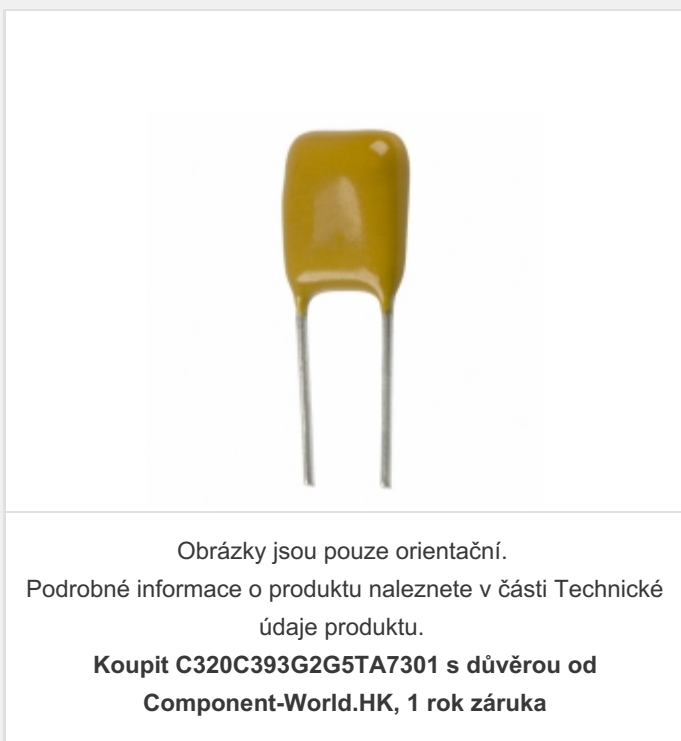 Obrázky jsou pouze orientační.
Podrobné informace o produktu naleznete v části Technické
údaje produktu.
Koupit C320C393G2G5TA7301 s důvěrou od
Component-World.HK, 1 rok záruka